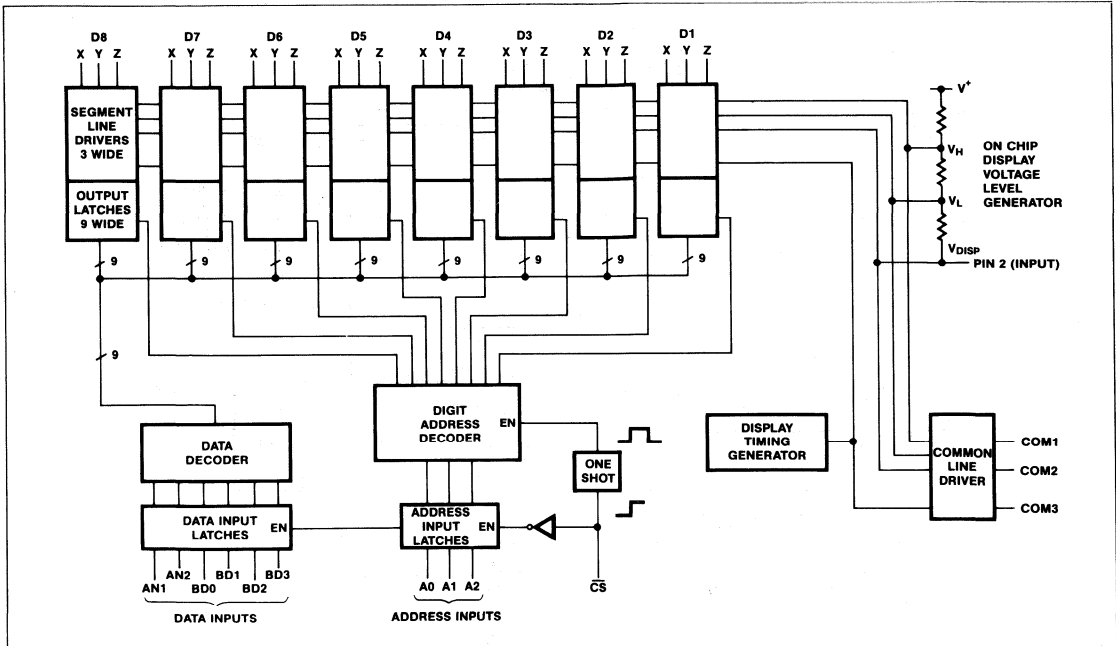 D8 D7 D6 D5 D4 D3 D2 D1
X Y Z X Y Z X Y Z X Y Z X Y Z X Y Z X Y Z X Y Z
SEGMENT
LINE
DRIVERS
3 WIDE
OUTPUT
LATCHES
9 WIDE
V+
VH
VL
VDISP
ON CHIP
DISPLAY
VOLTAGE
LEVEL
GENERATOR
PIN 2 (INPUT)
9 9 9 9 9 9 9 9
9
DIGIT
ADDRESS
DECODER
EN
DATA
DECODER
ONE
SHOT
DISPLAY
TIMING
GENERATOR
COMMON
LINE
DRIVER
COM1
COM2
COM3
DATA INPUT
LATCHES
EN
ADDRESS
INPUT
LATCHES
EN
AN1 AN2 BD0 BD1 BD2 BD3
DATA INPUTS
A0 A1 A2
ADDRESS INPUTS
C̅S̅